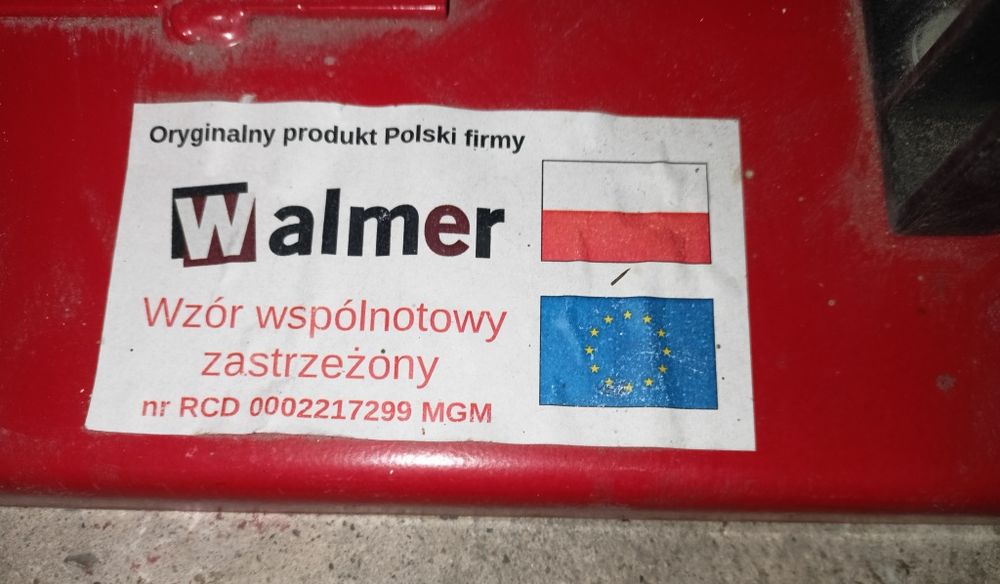 Oryginalny produkt Polski firmy
Walmer
Wzór wspólnotowy
zastrzeżony
nr RCD 0002217299 MGM